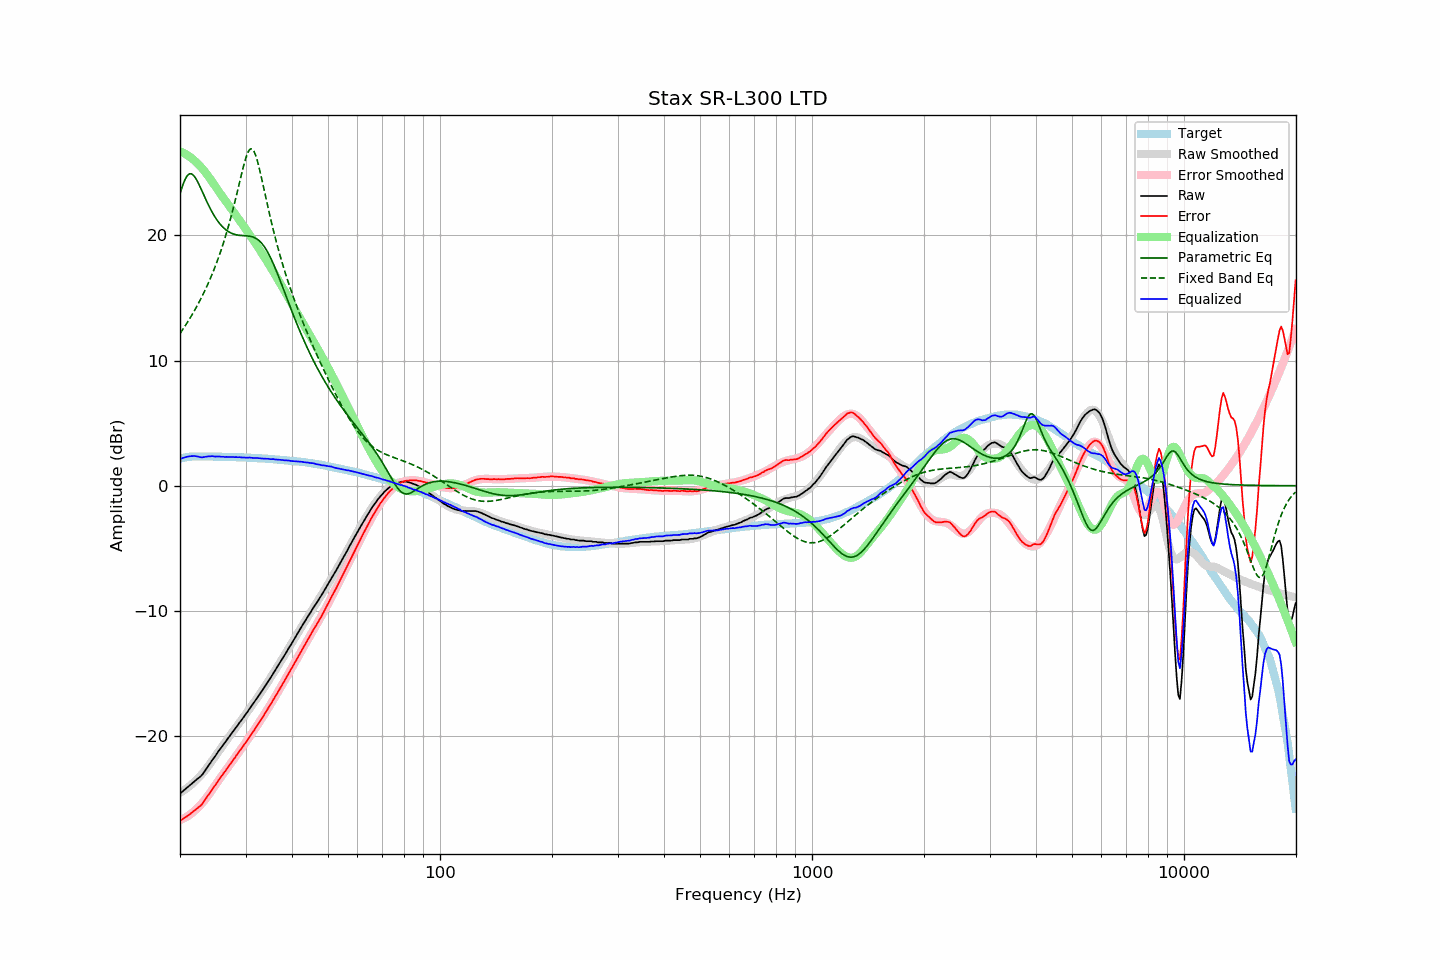 Stax SR-L300 LTD
Amplitude (dBr)
20
10
0
−10
−20
Target
Raw Smoothed
Error Smoothed
Raw
Error
Equalization
Parametric Eq
Fixed Band Eq
Equalized
100
1000
10000
Frequency (Hz)